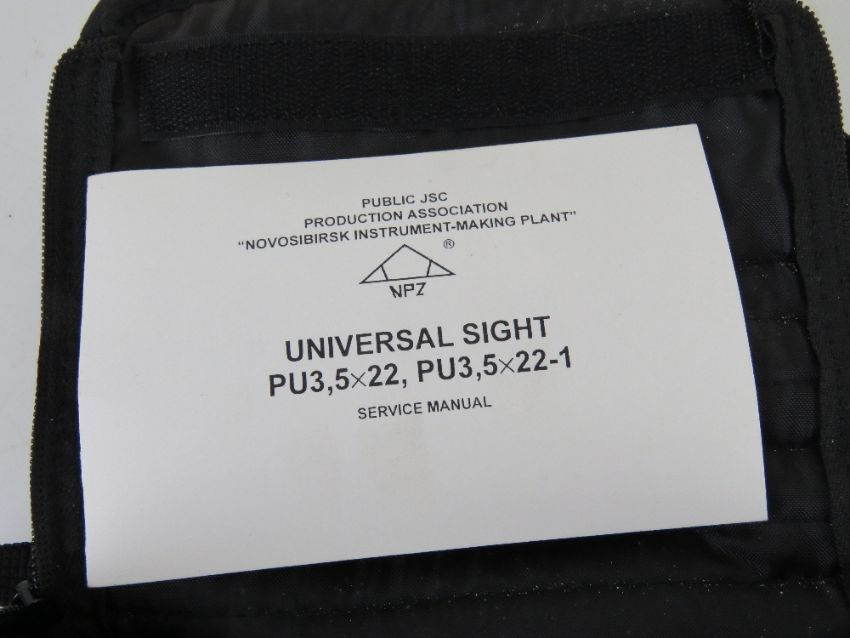 PUBLIC JSC
PRODUCTION ASSOCIATION
“NOVOSIBIRSK INSTRUMENT-MAKING PLANT”
®
NPZ
UNIVERSAL SIGHT
PU3,5×22, PU3,5×22-1
SERVICE MANUAL